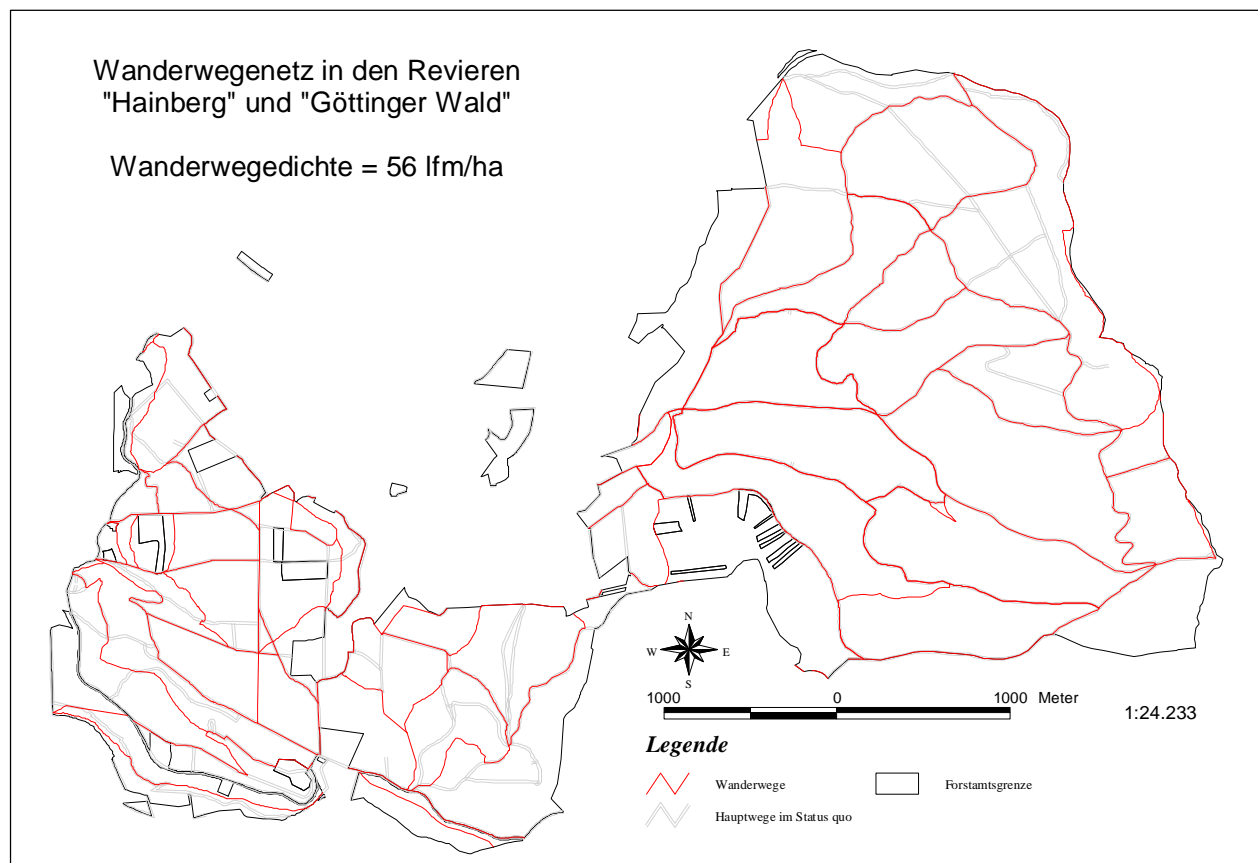 Wanderwegenetz in den Revieren
"Hainberg" und "Göttinger Wald"
Wanderwegedichte = 56 lfm/ha
N
W E
S
1000 0 1000 Meter
1:24.233
Legende
Wanderwege
Forstamtsgrenze
Hauptwege im Status quo